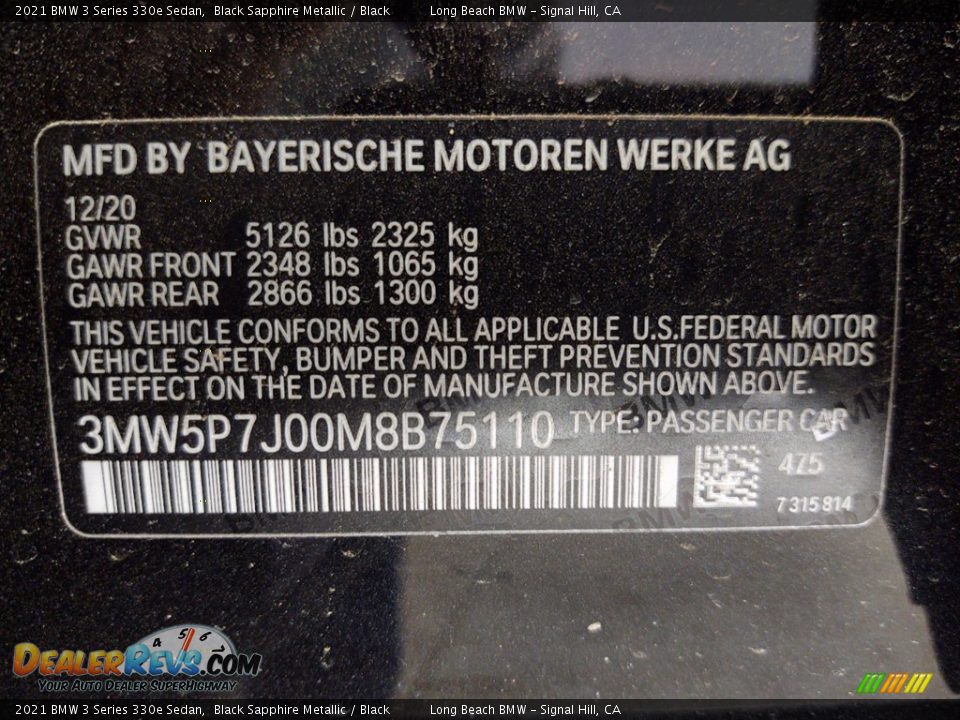 2021 BMW 3 Series 330e Sedan, Black Sapphire Metallic / Black Long Beach BMW - Signal Hill, CA
MFD BY BAYERISCHE MOTOREN WERKE AG
12/20
GVWR 5126 lbs 2325 kg
GAWR FRONT 2348 lbs 1065 kg
GAWR REAR 2866 lbs 1300 kg
THIS VEHICLE CONFORMS TO ALL APPLICABLE U.S.FEDERAL MOTOR
VEHICLE SAFETY, BUMPER AND THEFT PREVENTION STANDARDS
IN EFFECT ON THE DATE OF MANUFACTURE SHOWN ABOVE.
3MW5P7J00M8B75110 TYPE: PASSENGER CAR
475
7315814
4 5 6
DEALERREVS.COM
YOUR AUTO DEALER SUPERHIGHWAY
2021 BMW 3 Series 330e Sedan, Black Sapphire Metallic / Black Long Beach BMW - Signal Hill, CA